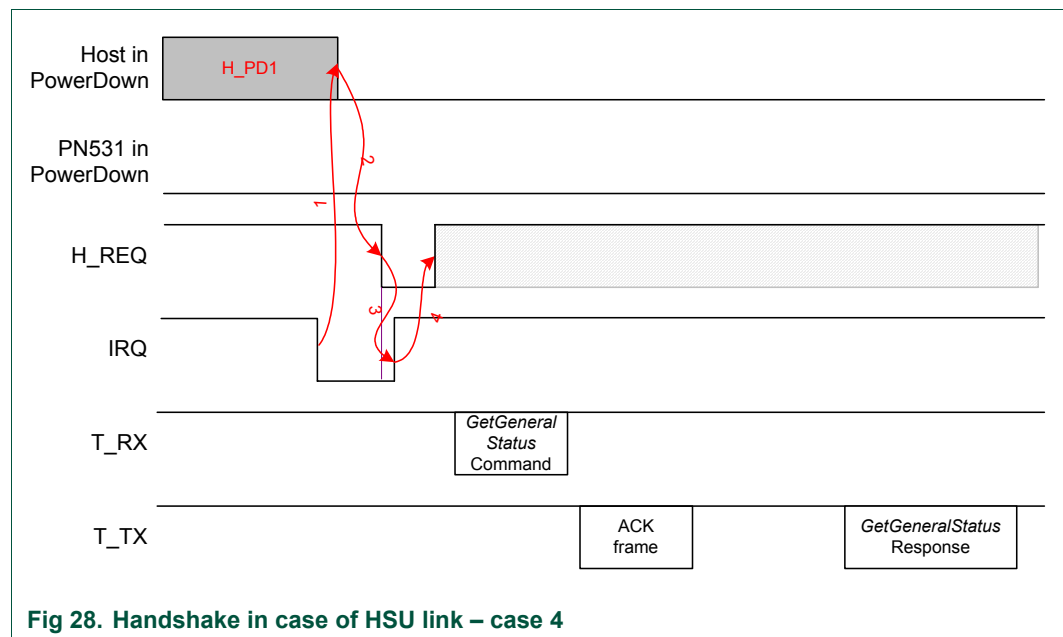 Host in
PowerDown
H_PD1
PN531 in
PowerDown
1
2
H_REQ
3
4
IRQ
T_RX
GetGeneral
Status
Command
T_TX
ACK
frame
GetGeneralStatus
Response
Fig 28. Handshake in case of HSU link – case 4